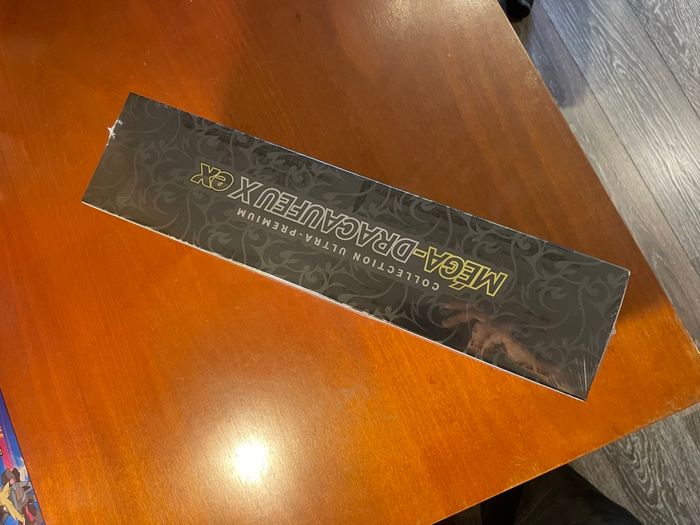 COLLECTION ULTRA-PREMIUM
MÉGA-DRACAUFEU X ex